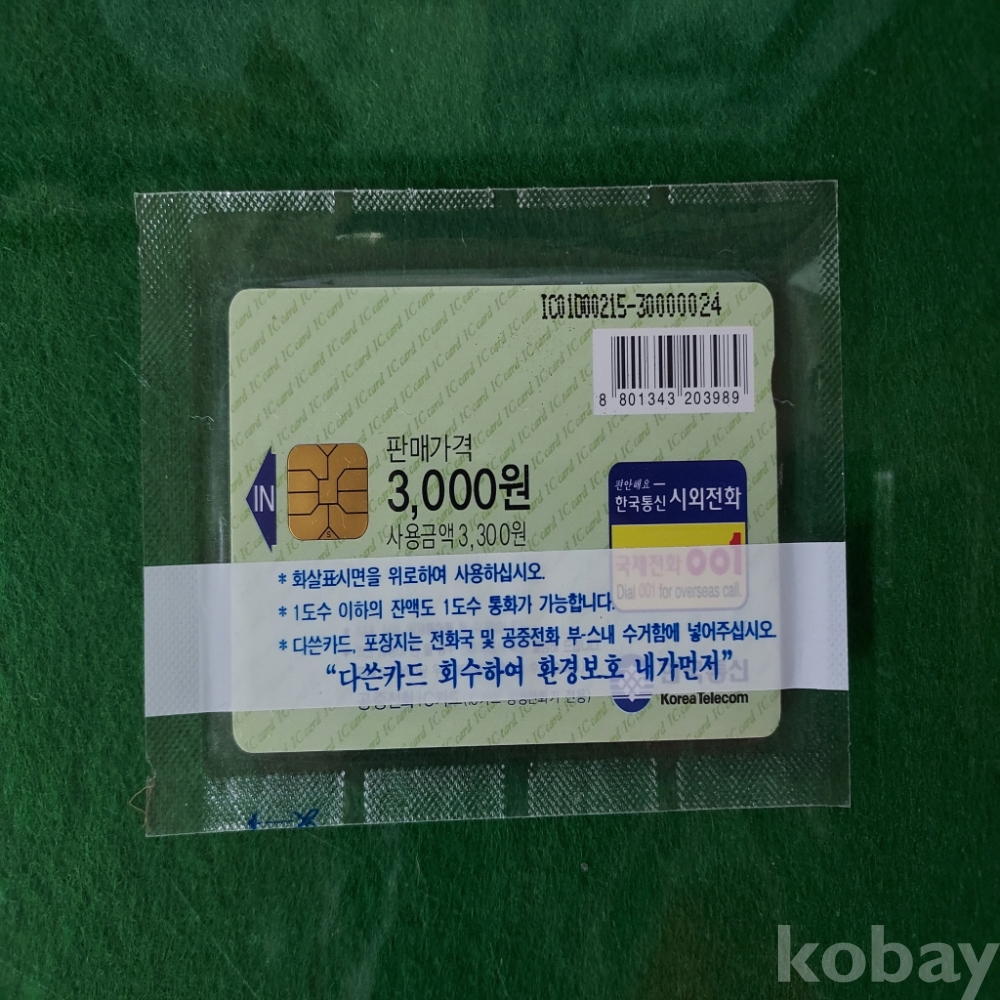 IC01D00215-30000024
8 801343 203989
판매가격
IN
3,000원
사용금액 3,300원
편안해요
한국통신 시외전화
국제전화 001
Dial 001 for overseas call.
* 화살표시면을 위로하여 사용하십시오.
* 1도수 이하의 잔액도 1도수 통화가 가능합니다.
* 다쓴카드, 포장지는 전화국 및 공중전화 부-스내 수거함에 넣어주십시오
“다쓴카드 회수하여 환경보호 내가먼저”
Korea Telecom
kobay